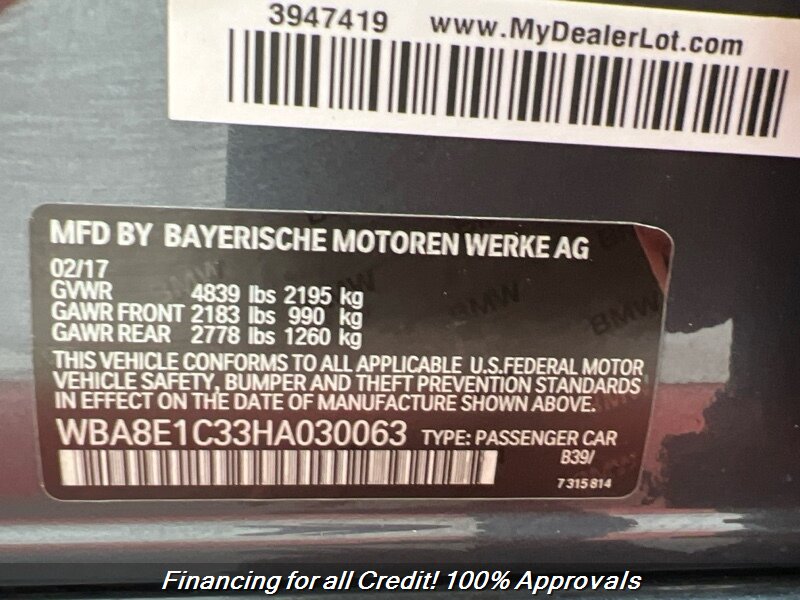 3947419 www.MyDealerLot.com
MFD BY BAYERISCHE MOTOREN WERKE AG
02/17
GVWR 4839 lbs 2195 kg
GAWR FRONT 2183 lbs 990 kg
GAWR REAR 2778 lbs 1260 kg
THIS VEHICLE CONFORMS TO ALL APPLICABLE U.S.FEDERAL MOTOR
VEHICLE SAFETY, BUMPER AND THEFT PREVENTION STANDARDS
IN EFFECT ON THE DATE OF MANUFACTURE SHOWN ABOVE.
WBA8E1C33HA030063 TYPE: PASSENGER CAR
B39/
7 315 814
BMW
BMW
BMW
Financing for all Credit! 100% Approvals